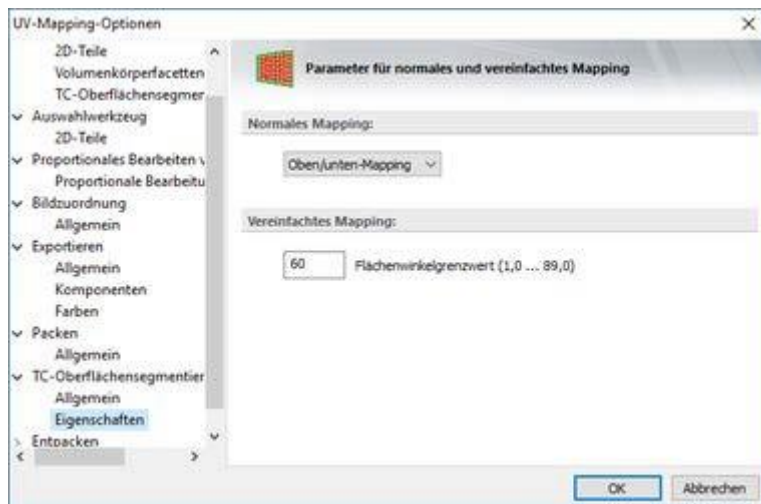 UV-Mapping-Optionen
2D-Teile
Volumenkörperfacetten
TC-Oberflächensegmen
Auswahlwerkzeug
2D-Teile
Proportionales Bearbeiten v
Proportionale Bearbeitu
Bildzuordnung
Allgemein
Exportieren
Allgemein
Komponenten
Farben
Packen
Allgemein
TC-Oberflächensegmentier
Allgemein
Eigenschaften
Entpacken
Parameter für normales und vereinfachtes Mapping
Normales Mapping:
Oben/unten-Mapping
Vereinfachtes Mapping:
60 Flächenwinkelgrenzwert (1,0 ... 89,0)
OK Abbrechen